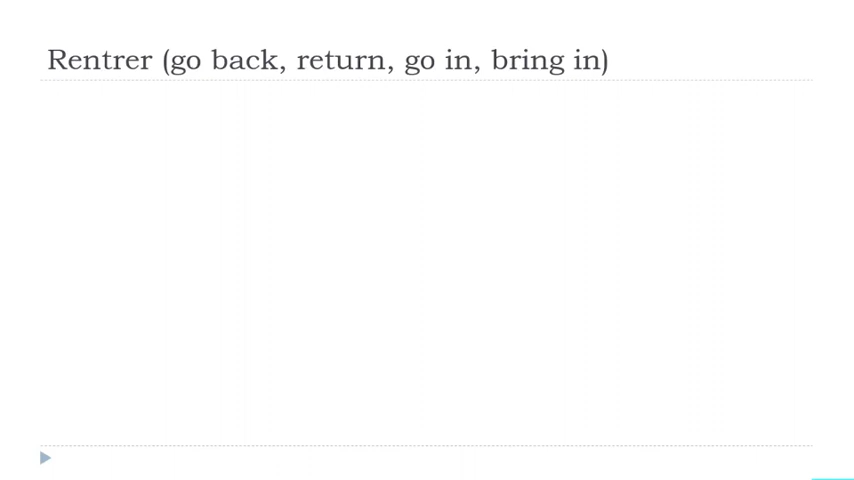 Rentrer (go back, return, go in, bring in)